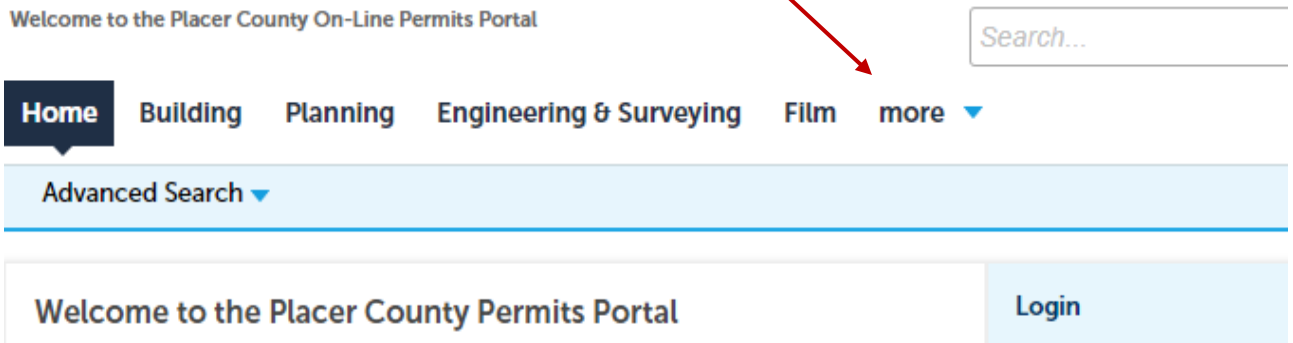 Welcome to the Placer County On-Line Permits Portal
Search...
Home Building Planning Engineering & Surveying Film more
Advanced Search
Welcome to the Placer County Permits Portal
Login